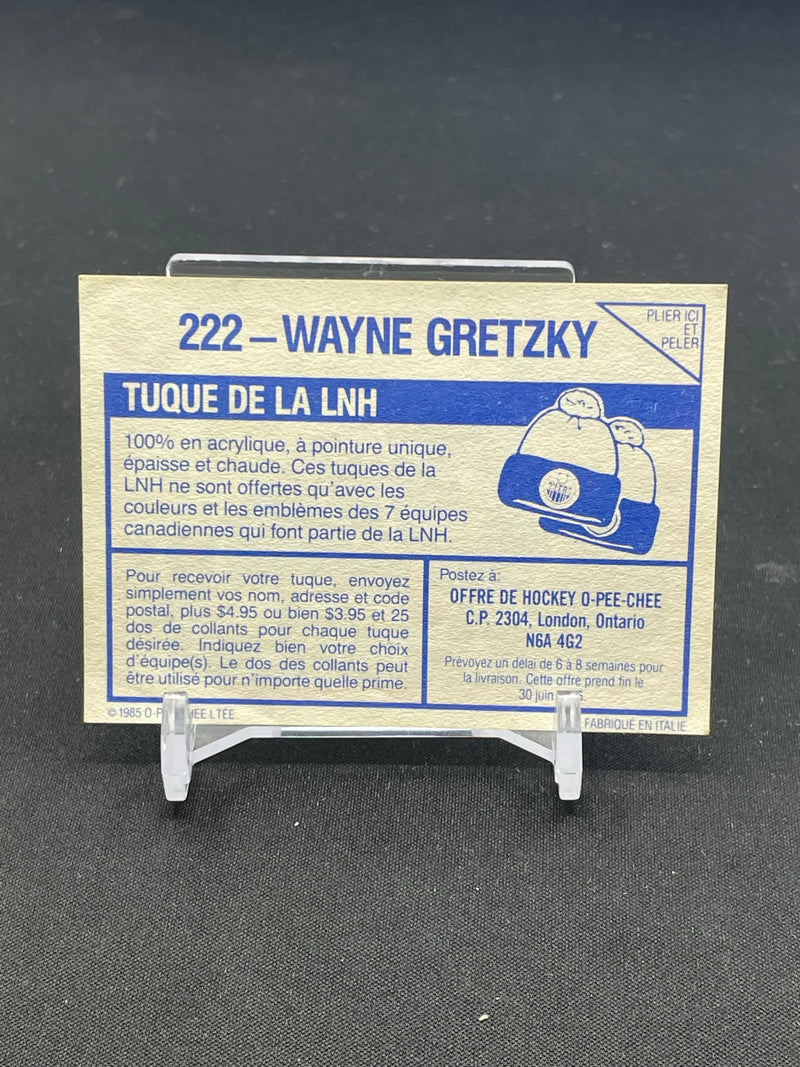 222 – WAYNE GRETZKY
PLIER ICI
ET
PELER
TUQUE DE LA LNH
100% en acrylique, à pointure unique,
épaisse et chaude. Ces tuques de la
LNH ne sont offertes qu'avec les
couleurs et les emblèmes des 7 équipes
canadiennes qui font partie de la LNH.
Pour recevoir votre tuque, envoyez
simplement vos nom, adresse et code
postal, plus $4.95 ou bien $3.95 et 25
dos de collants pour chaque tuque
désirée. Indiquez bien votre choix
d'équipe(s). Le dos des collants peut
être utilisé pour n'importe quelle prime.
Postez à:
OFFRE DE HOCKEY O-PEE-CHEE
C.P. 2304, London, Ontario
N6A 4G2
Prévoyez un délai de 6 à 8 semaines pour
la livraison. Cette offre prend fin le
30 juin
© 1985 O-PEE-CHEE LTÉE.
FABRIQUÉ EN ITALIE